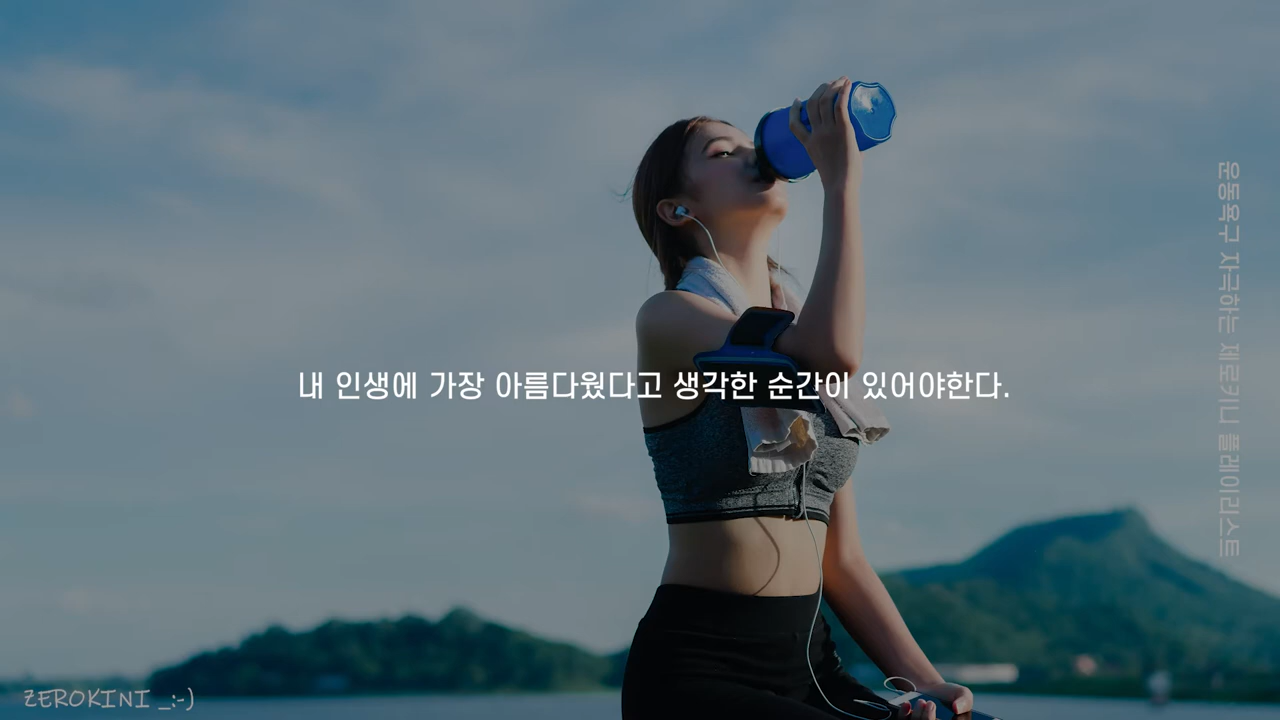 내 인생에 가장 아름다웠다고 생각한 순간이 있어야한다.
운동욕구 자극하는 제로키니 플레이리스트
ZEROKINI _:-)